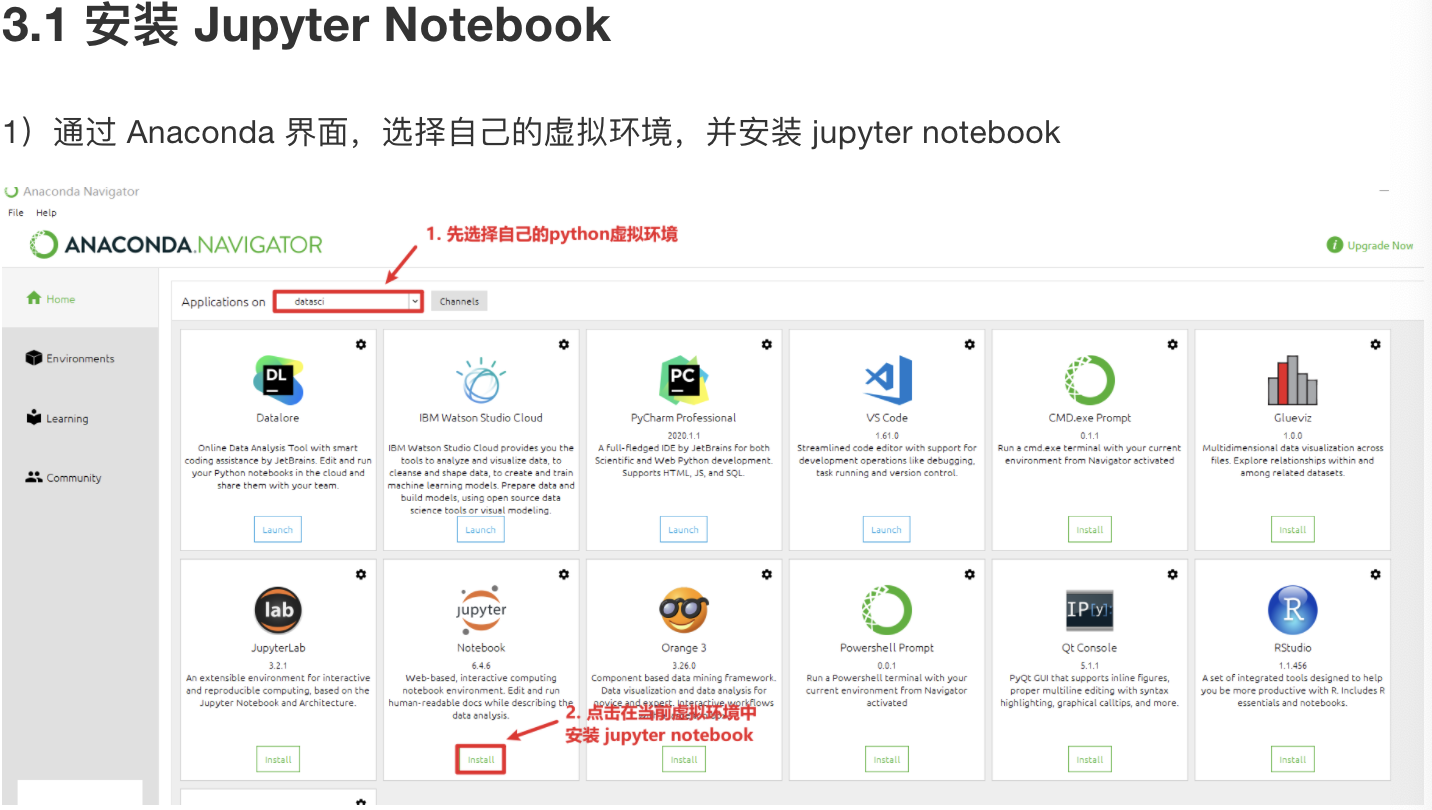 3.1 安装 Jupyter Notebook
1）通过 Anaconda 界面，选择自己的虚拟环境，并安装 jupyter notebook
Anaconda Navigator
File Help
ANACONDA.NAVIGATOR
1. 先选择自己的python虚拟环境
Upgrade Now
Home
Environments
Learning
Community
Applications on datasci Channels
DL
Datalore
Online Data Analysis Tool with smart
coding assistance by JetBrains. Edit and run
your Python notebooks in the cloud and
share them with your team.
Launch
IBM Watson Studio Cloud
IBM Watson Studio Cloud provides you the
tools to analyze and visualize data, to
cleanse and shape data, to create and train
machine learning models. Prepare data and
build models, using open source data
science tools or visual modeling.
Launch
PC
PyCharm Professional
2020.1.1
A full-fledged IDE by JetBrains for both
Scientific and Web Python development.
Supports HTML, JS, and SQL.
Launch
VS Code
1.61.0
Streamlined code editor with support for
development operations like debugging,
task running and version control.
Launch
CMD.exe Prompt
0.1.1
Run a cmd.exe terminal with your current
environment from Navigator activated
Install
Glueviz
1.0.0
Multidimensional data visualization across
files. Explore relationships within and
among related datasets.
Install
lab
JupyterLab
3.2.1
An extensible environment for interactive
and reproducible computing, based on the
Jupyter Notebook and Architecture.
Install
jupyter
Notebook
6.4.6
Web-based, interactive computing
notebook environment. Edit and run
human-readable docs while describing the
data analysis.
Install
Orange 3
3.26.0
Component based data mining framework.
Data visualization and data analysis for
novice and expert. Interactive workflows
2. 点击在当前虚拟环境中
安装 jupyter notebook
Install
Powershell Prompt
0.0.1
Run a Powershell terminal with your
current environment from Navigator
activated
Install
IP[y]:
Qt Console
5.1.1
PyQt GUI that supports inline figures,
proper multiline editing with syntax
highlighting, graphical calltips, and more.
Install
R
RStudio
1.1.456
A set of integrated tools designed to help
you be more productive with R. Includes R
essentials and notebooks.
Install